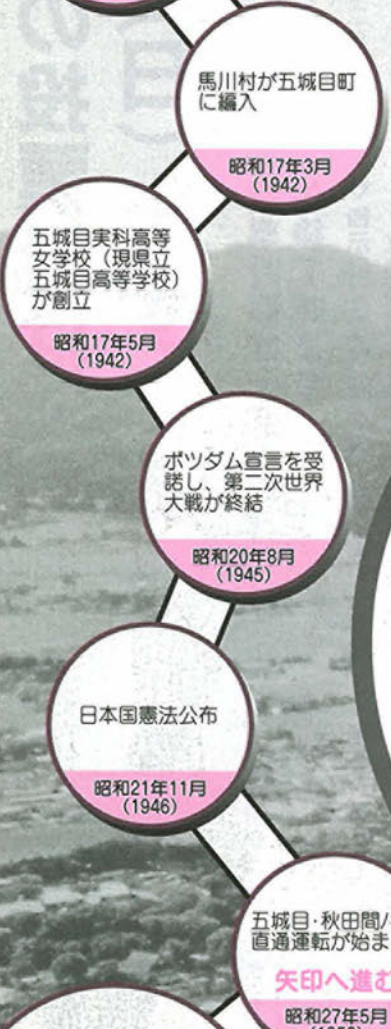 馬川村が五城目町
に編入
昭和17年3月
(1942)
五城目実科高等
女学校（現県立
五城目高等学校）
が創立
昭和17年5月
(1942)
ポツダム宣言を受
諾し、第二次世界
大戦が終結
昭和20年8月
(1945)
日本国憲法公布
昭和21年11月
(1946)
五城目・秋田間バ
直通運転が始ま
矢印へ進む
昭和27年5月